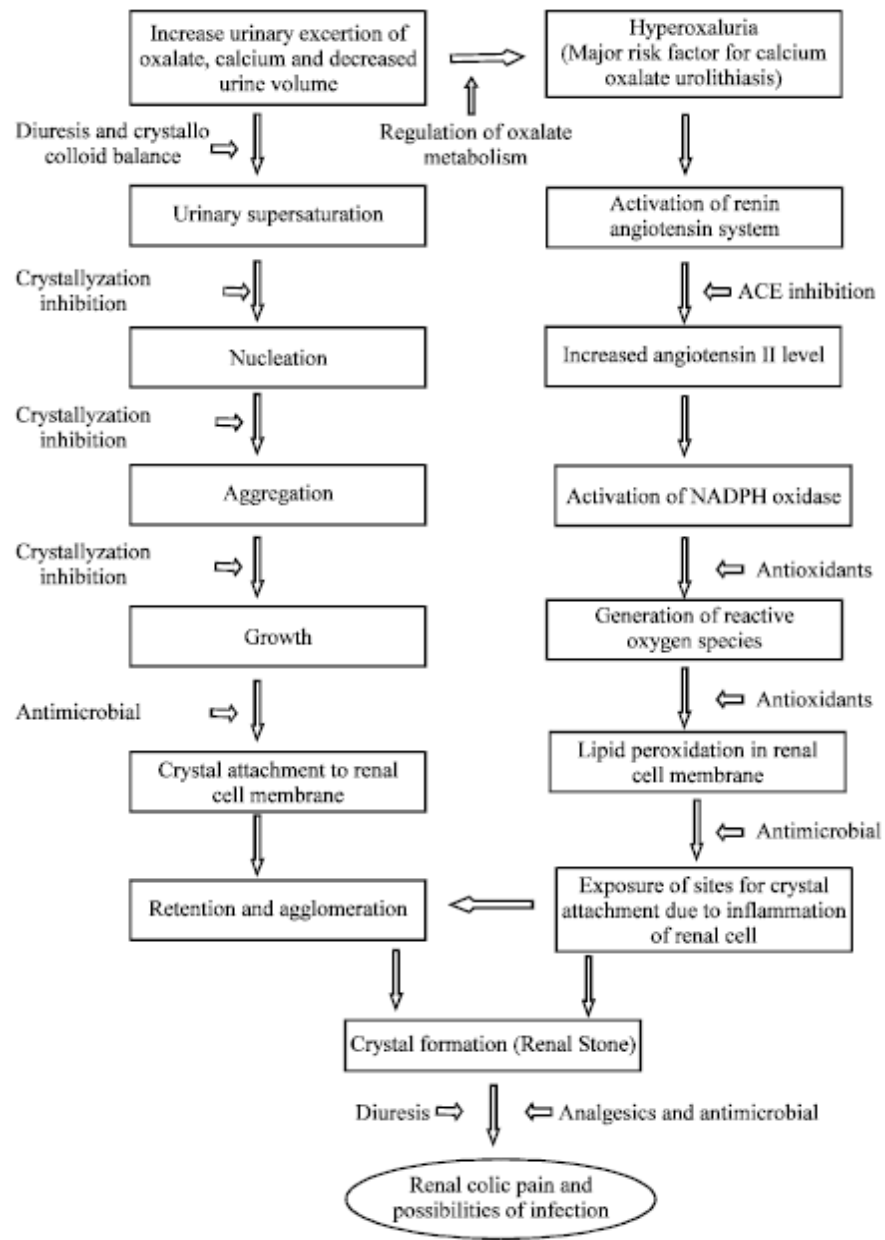 Increase urinary excertion of
oxalate, calcium and decreased
urine volume
Hyperoxaluria
(Major risk factor for calcium
oxalate urolithiasis)
Diuresis and crystallo
colloid balance
Regulation of oxalate
metabolism
Urinary supersaturation
Activation of renin
angiotensin system
Crystallyzation
inhibition
ACE inhibition
Nucleation
Increased angiotensin II level
Crystallyzation
inhibition
Aggregation
Activation of NADPH oxidase
Crystallyzation
inhibition
Antioxidants
Growth
Generation of reactive
oxygen species
Antimicrobial
Antioxidants
Crystal attachment to renal
cell membrane
Lipid peroxidation in renal
cell membrane
Antimicrobial
Retention and agglomeration
Exposure of sites for crystal
attachment due to inflammation
of renal cell
Crystal formation (Renal Stone)
Diuresis
Analgesics and antimicrobial
Renal colic pain and
possibilities of infection